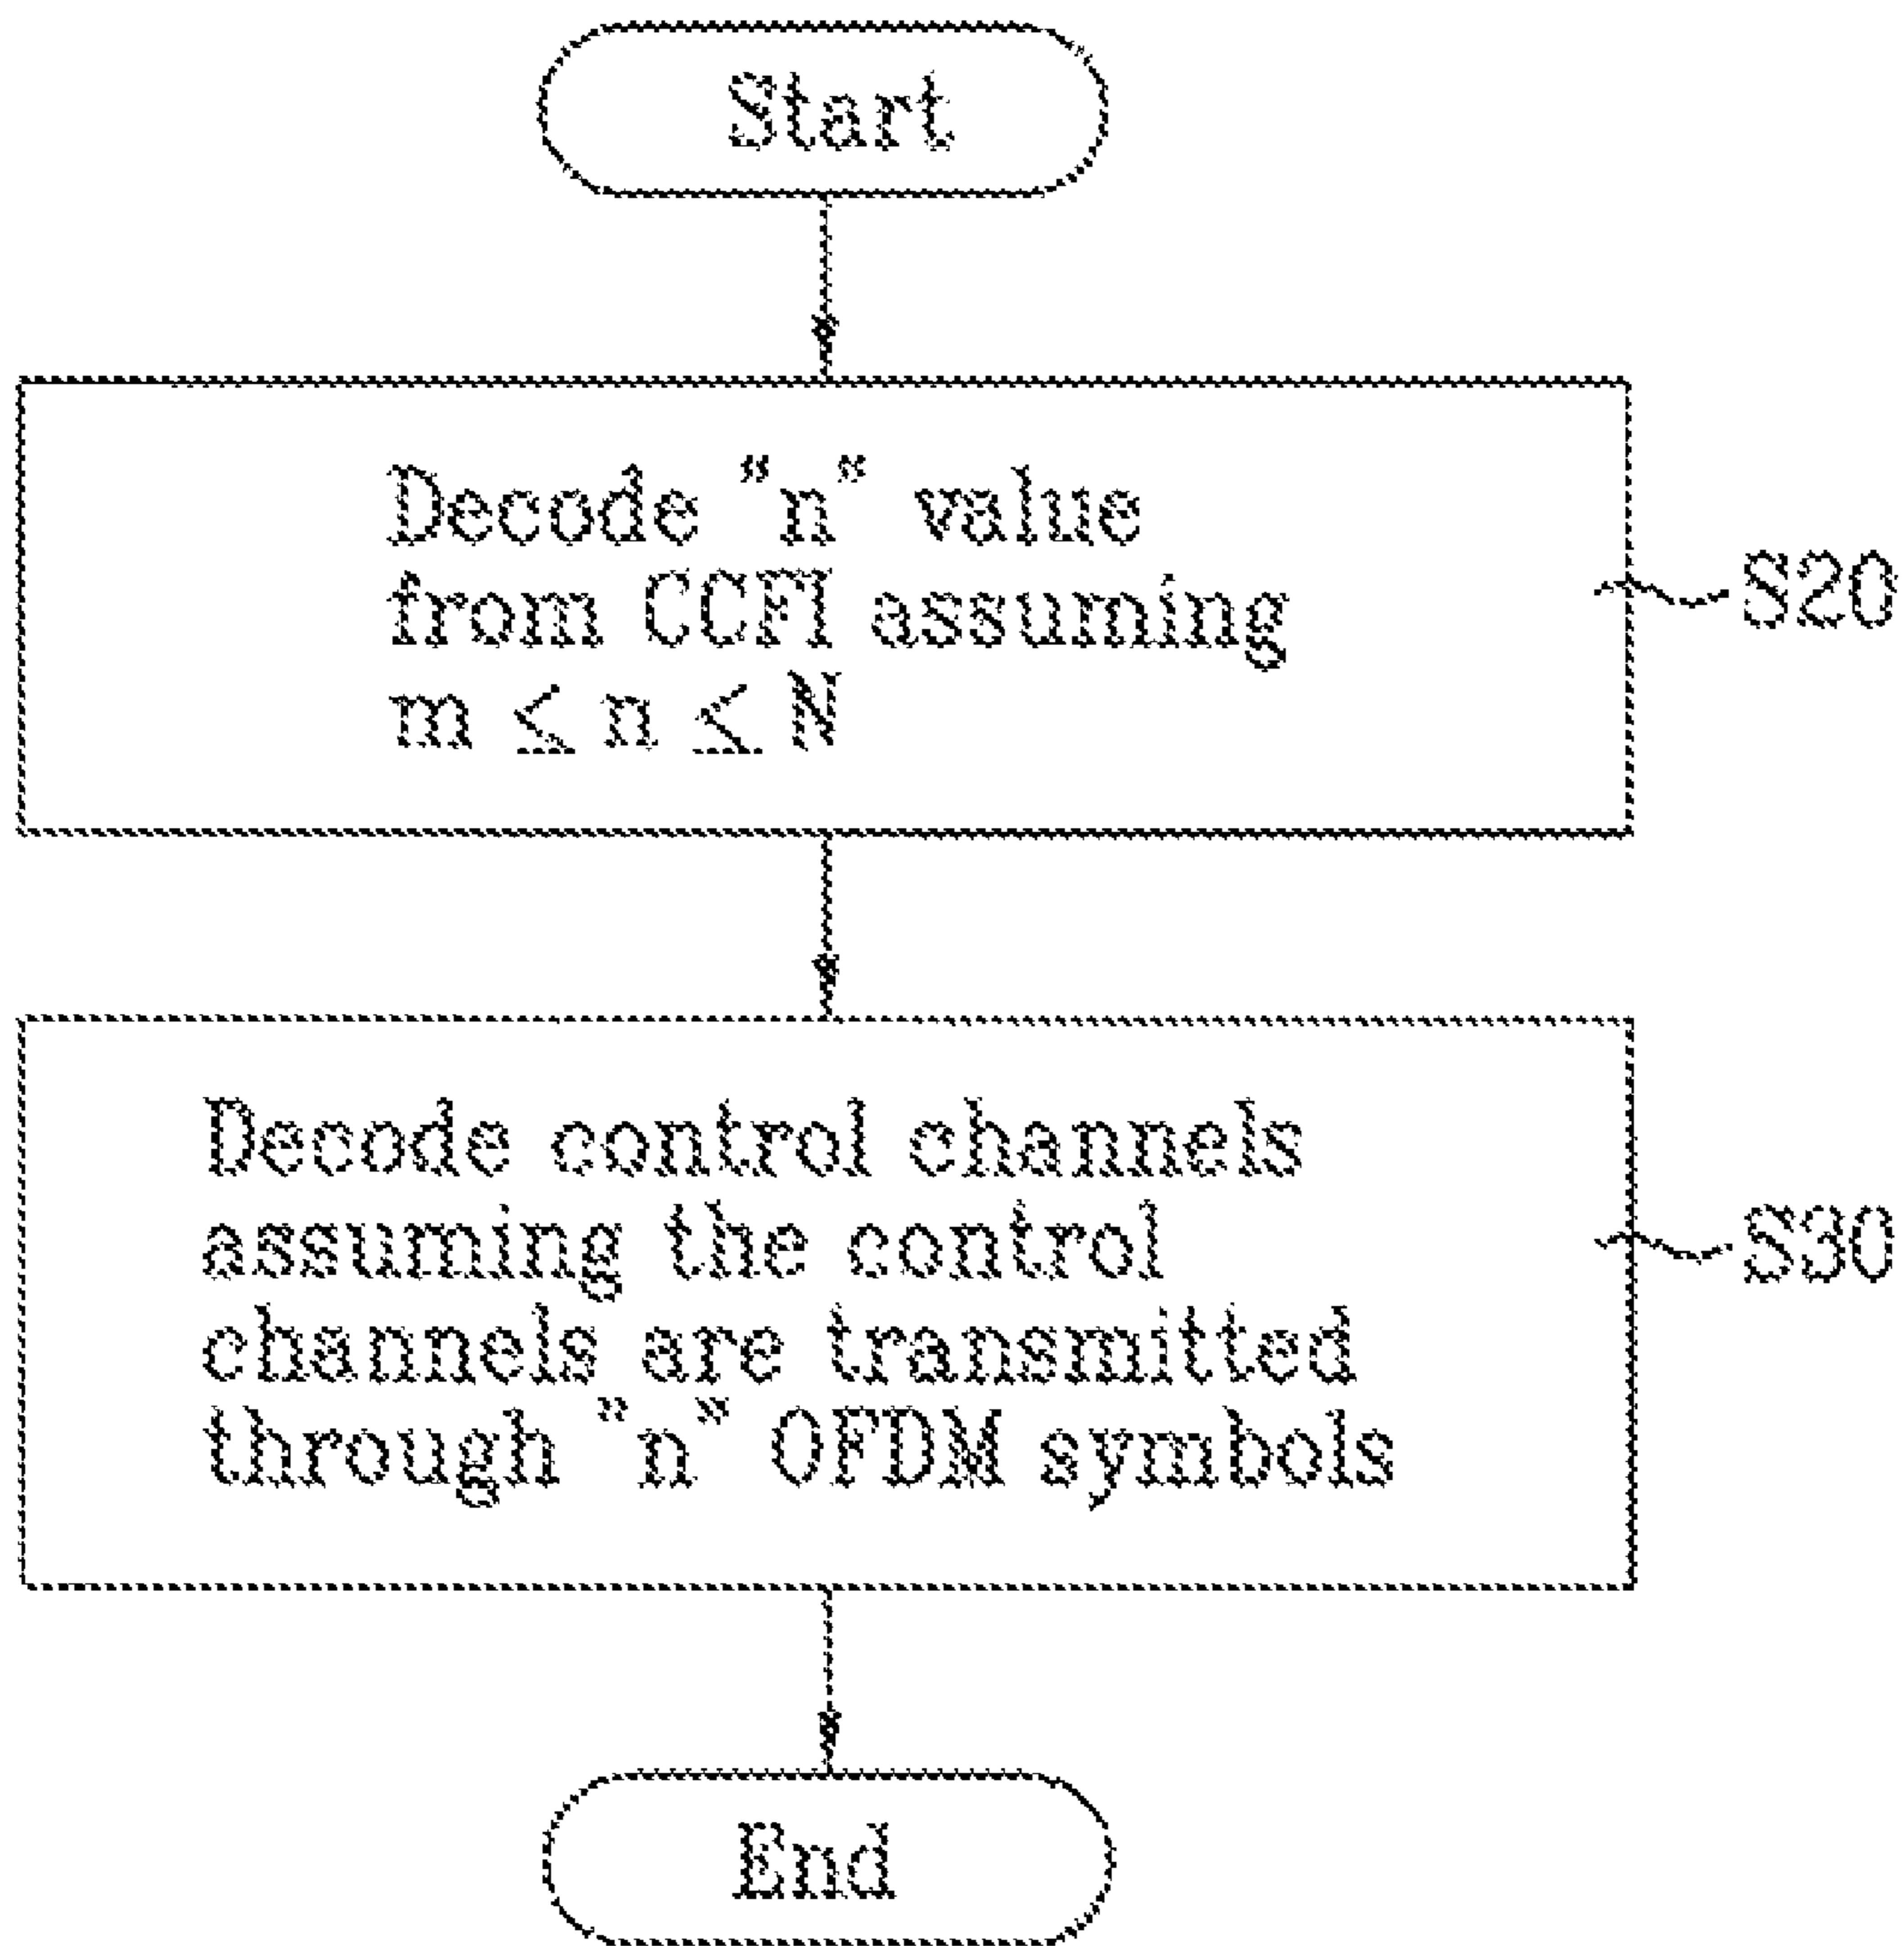 Start
Decode "n" value
from CCFI assuming
m ≤ n ≤ N
S20
Decode control channels
assuming the control
channels are transmitted
through "n" OFDM symbols
S30
End